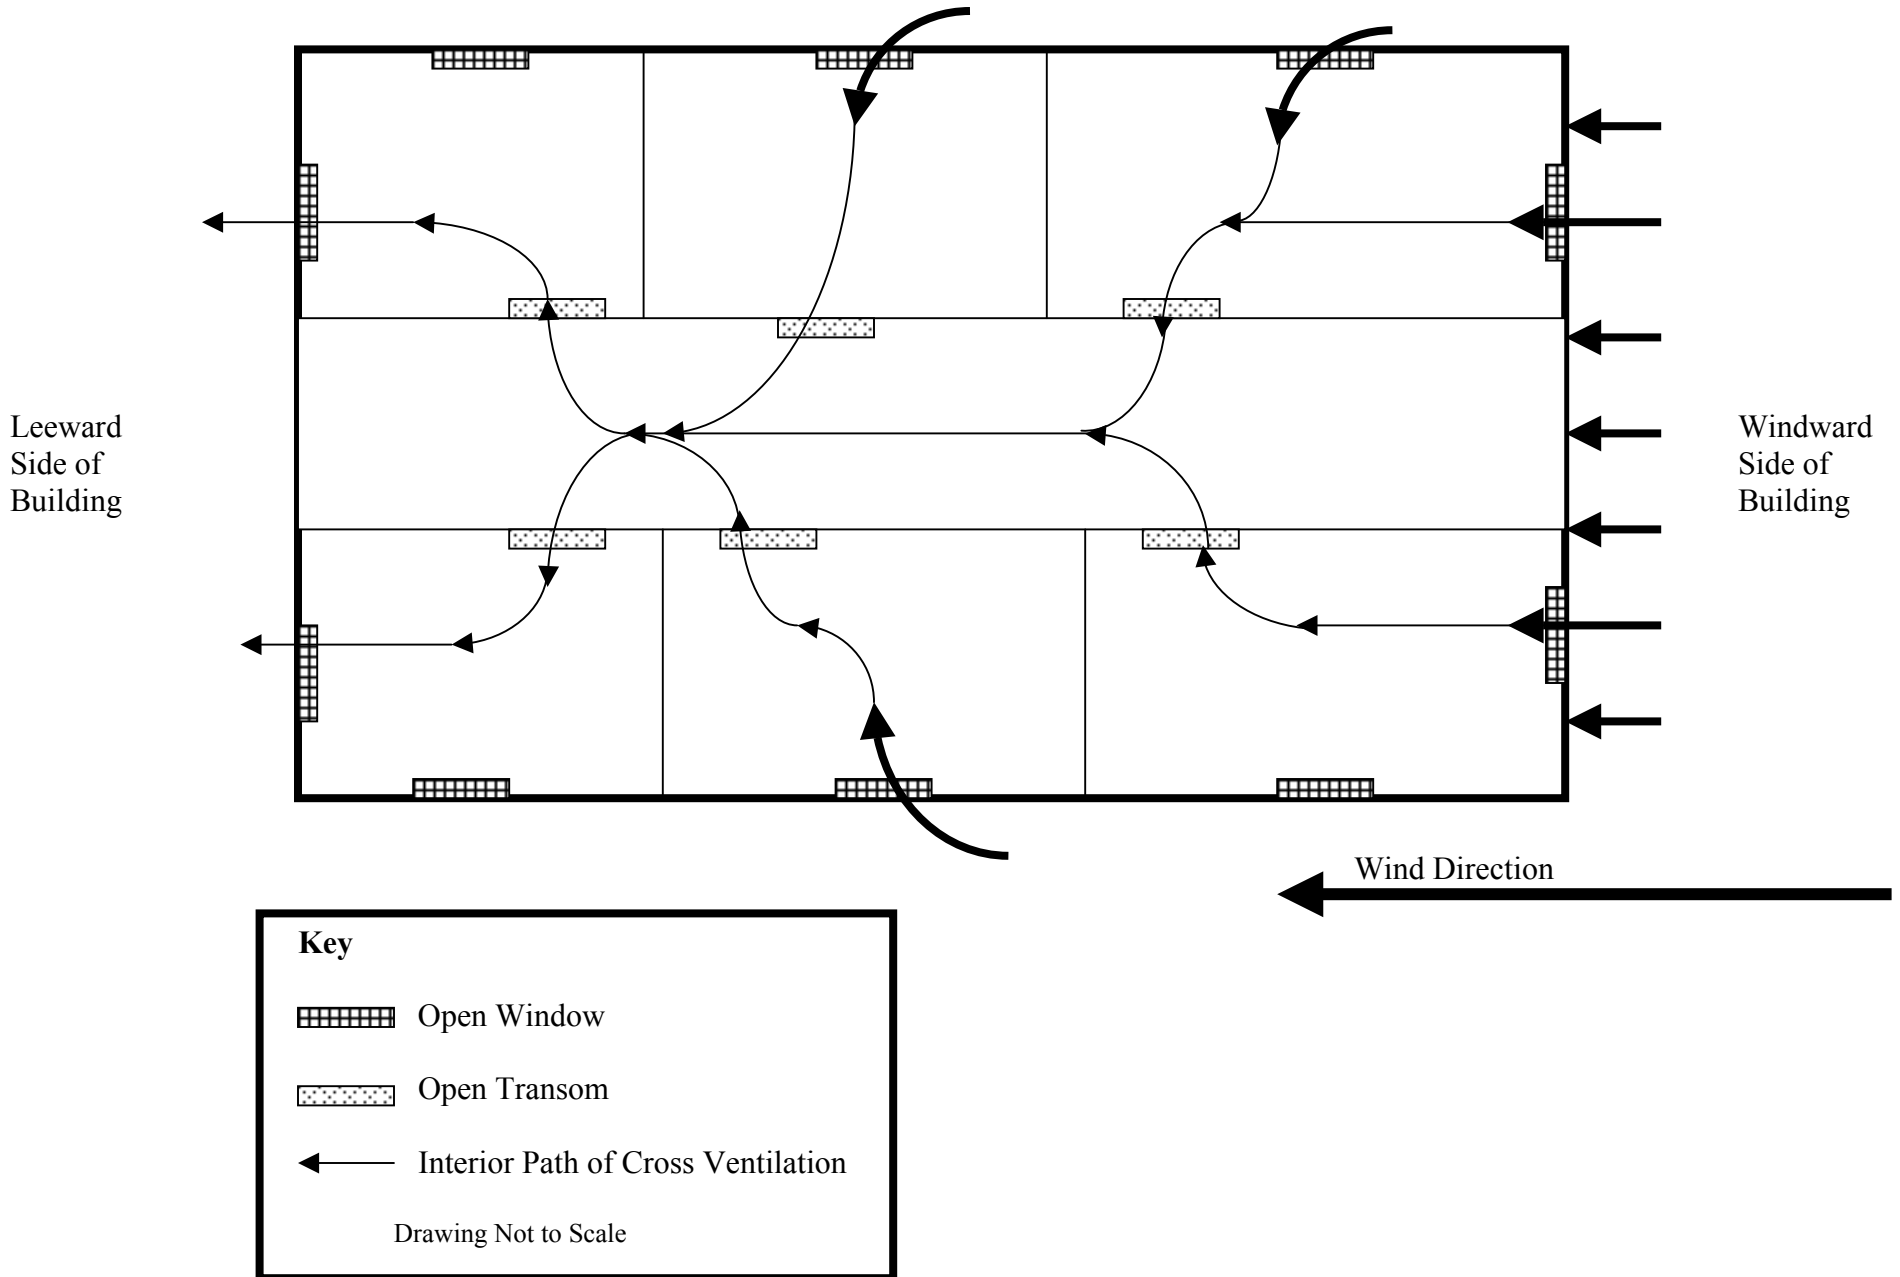 Leeward
Side of
Building
Windward
Side of
Building
Wind Direction
Key
Open Window
Open Transom
Interior Path of Cross Ventilation
Drawing Not to Scale